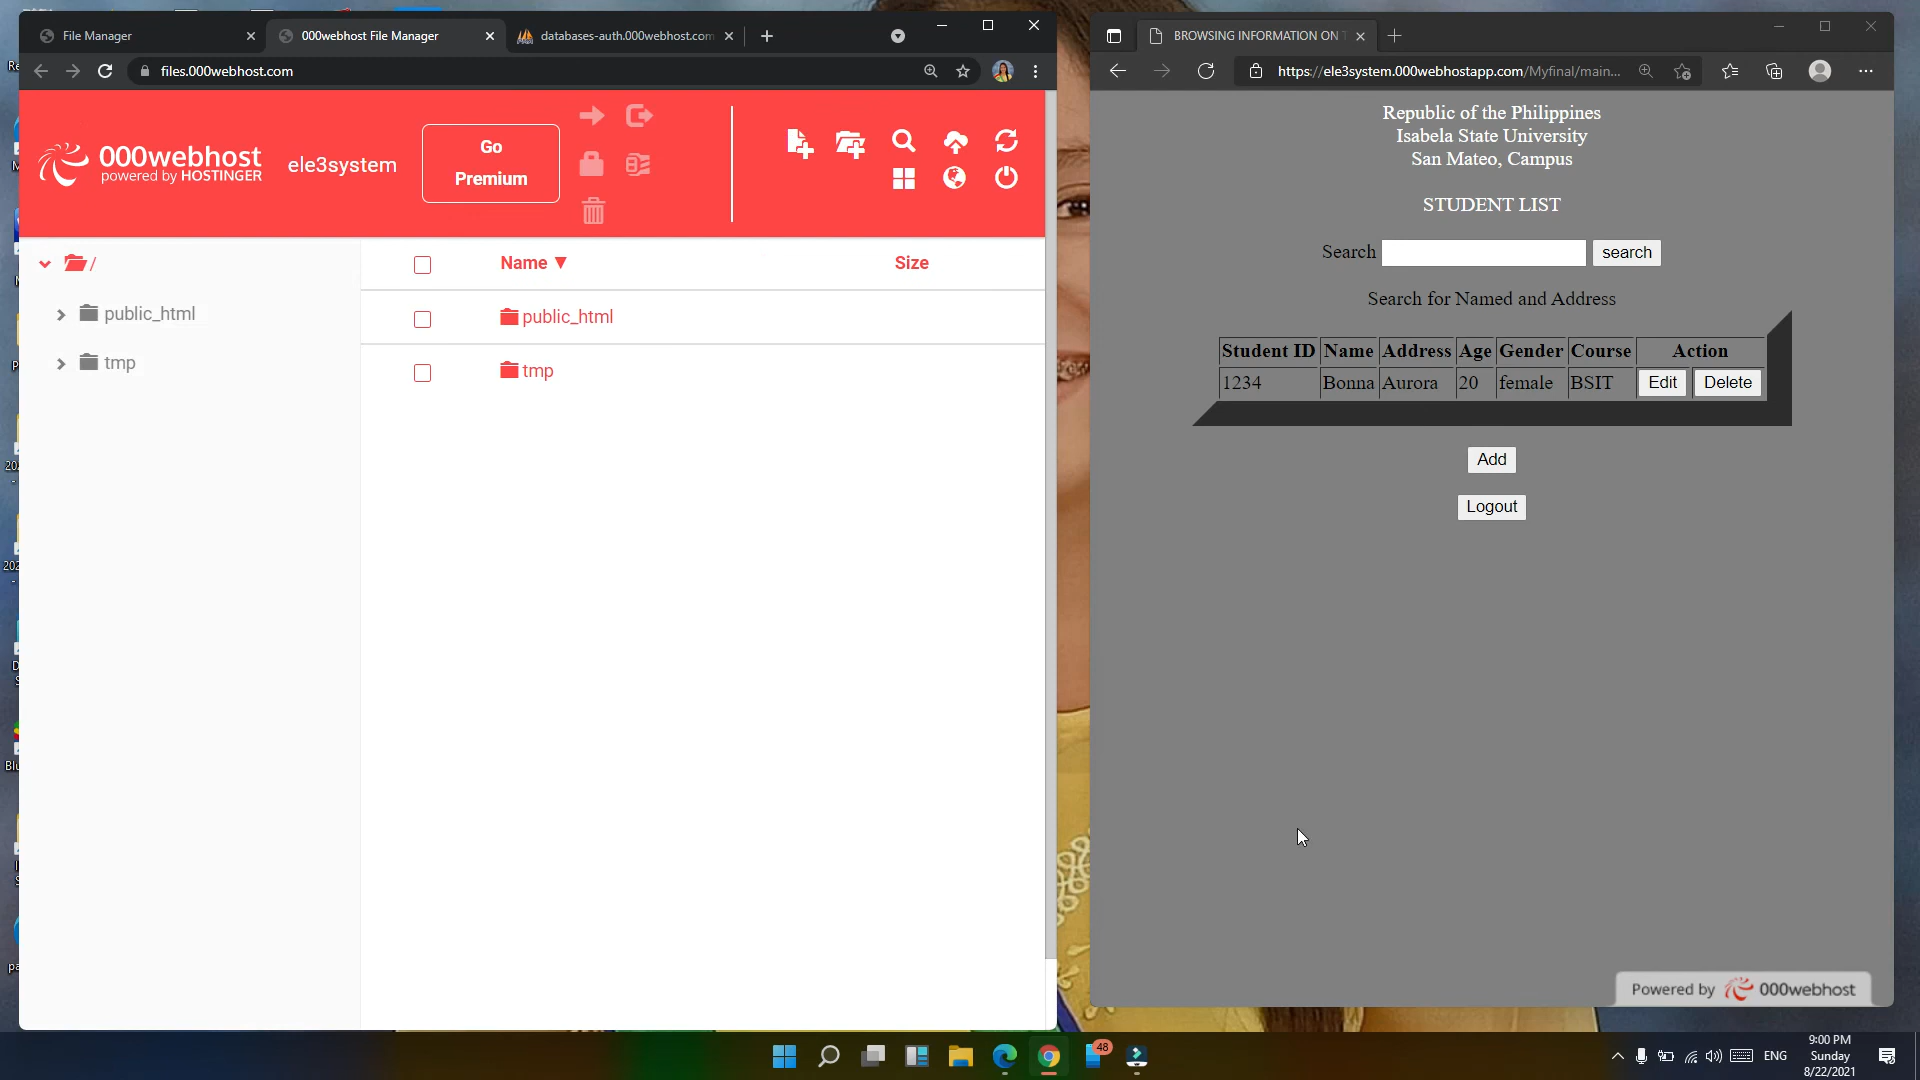 File Manager
000webhost File Manager
databases-auth.000webhost.com
files.000webhost.com
000webhost
powered by HOSTINGER
ele3system
Go
Premium
/
public_html
tmp
Name ▼
Size
public_html
tmp
BROWSING INFORMATION ON T
https://ele3system.000webhostapp.com/Myfinal/main...
Republic of the Philippines
Isabela State University
San Mateo, Campus
STUDENT LIST
Search
search
Search for Named and Address
Student ID Name Address Age Gender Course Action
1234 Bonna Aurora 20 female BSIT Edit Delete
Add
Logout
Powered by 000webhost
48
ENG
9:00 PM
Sunday
8/22/2021